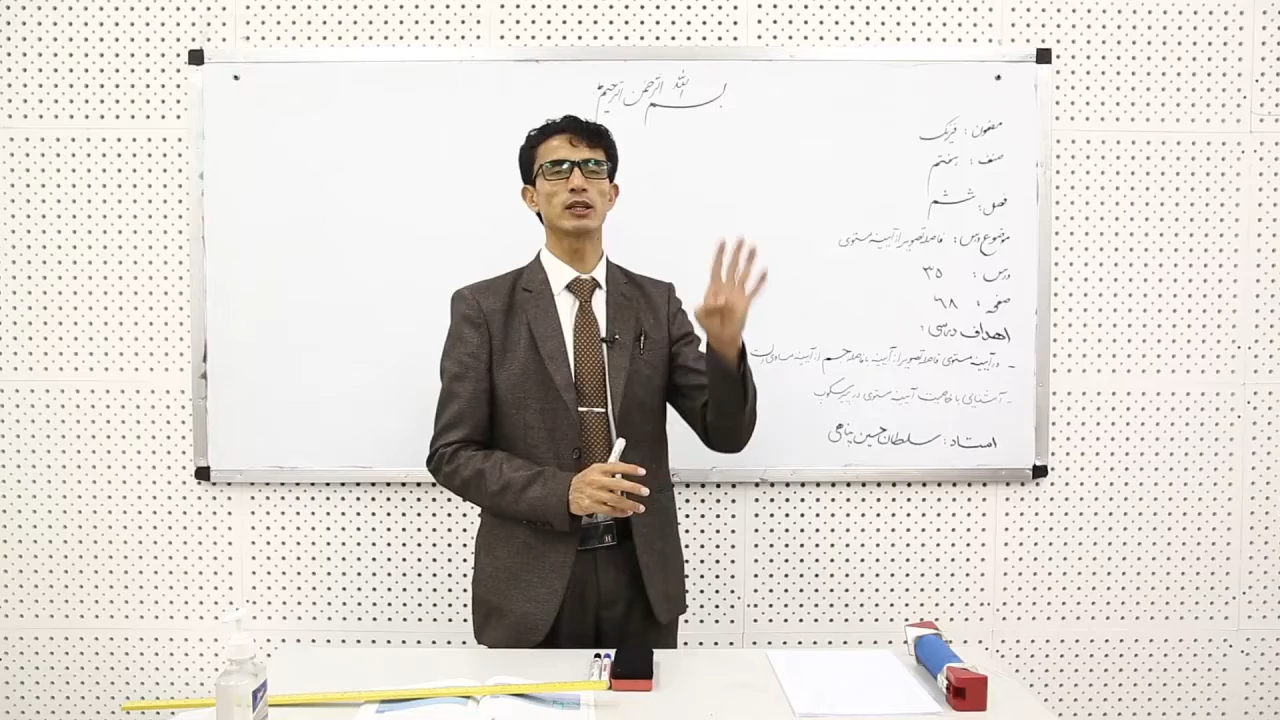 بسم الله الرحمن الرحیم
مضمون: فزیک
صنف: هفتم
فصل: ششم
موضوع درس: فاصله تصویر از آیینه مستوی
درس: ۳۵
صفحه: ۶۸
اهداف درسی:
- در آیینه مستوی فاصله تصویر از آیینه با فاصله جسم از آیینه مساوی است
- آشنایی با خاصیت آیینه مستوی در پریسکوپ
استاد: سلطان حسین پناهی